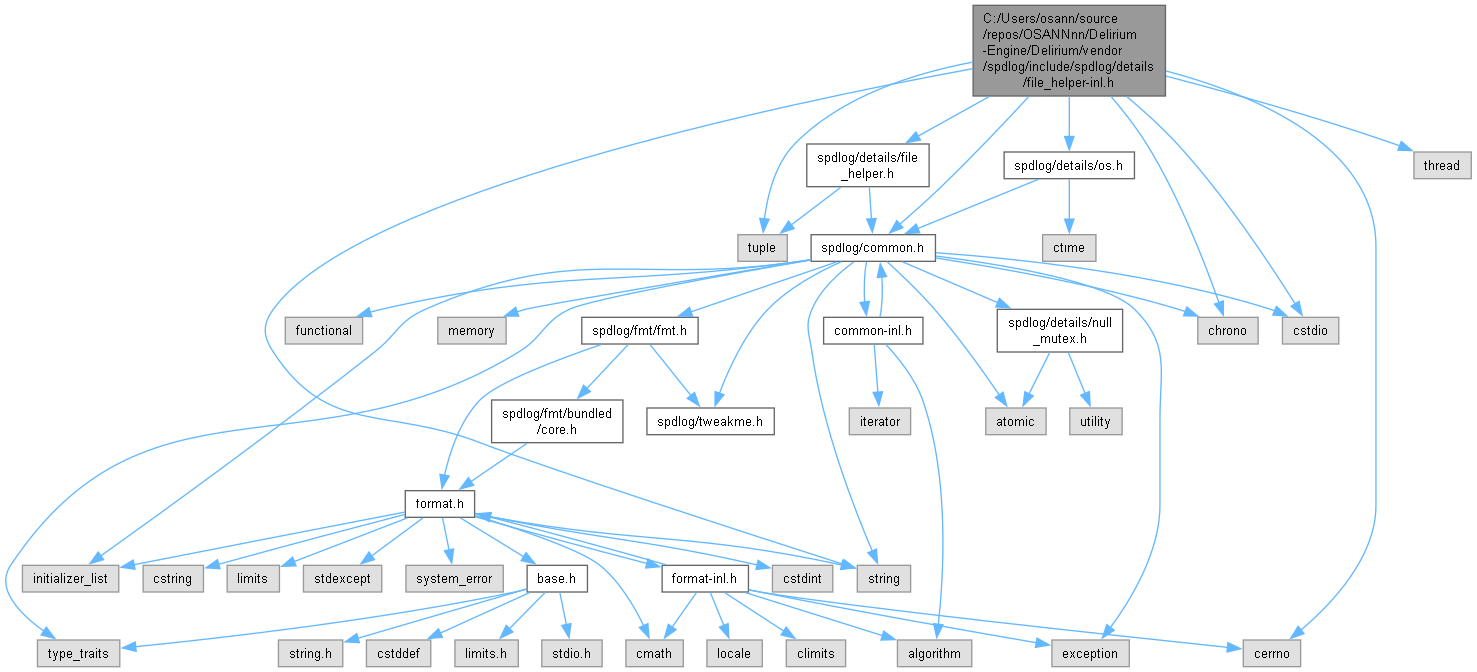 C:/Users/osann/source
/repos/OSANNnn/Delirium
-Engine/Delirium/vendor
/spdlog/include/spdlog/details
/file_helper-inl.h
spdlog/details/file
_helper.h
spdlog/details/os.h
thread
tuple
spdlog/common.h
ctime
functional
memory
spdlog/fmt/fmt.h
common-inl.h
spdlog/details/null
_mutex.h
chrono
cstdio
spdlog/fmt/bundled
/core.h
spdlog/tweakme.h
iterator
atomic
utility
format.h
initializer_list
cstring
limits
stdexcept
system_error
base.h
format-inl.h
cstdint
string
type_traits
string.h
cstddef
limits.h
stdio.h
cmath
locale
climits
algorithm
exception
cerrno